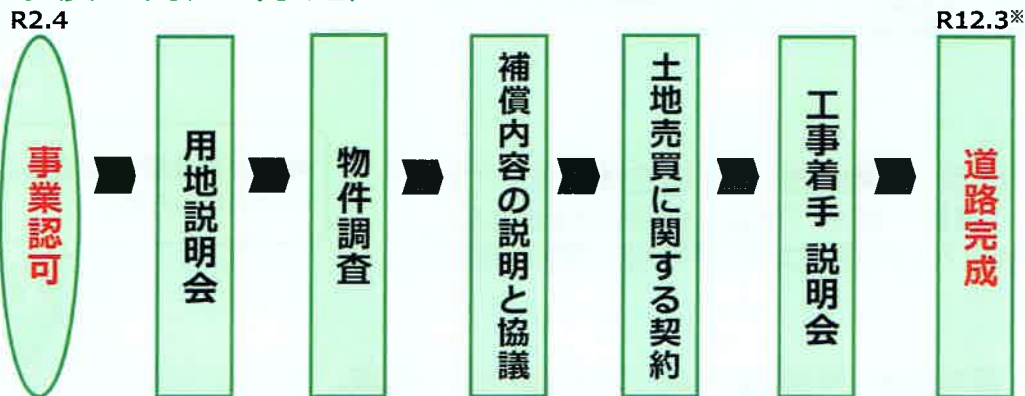 R2.4
R12.3※
事業認可
用地説明会
物件調査
補償内容の説明と協議
土地売買に関する契約
工事着手 説明会
道路完成